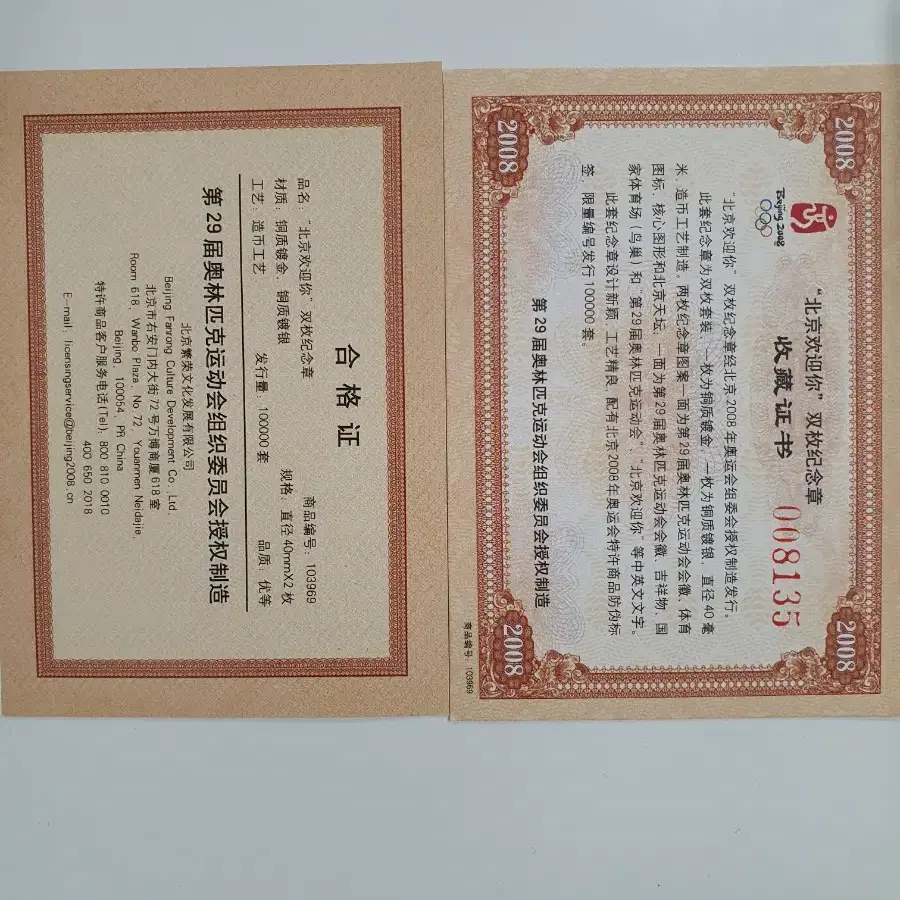 合格证
商品编号：103969
品名：“北京欢迎你”双枚纪念章
材质：铜质镀金、铜质镀银　规格：直径40mmX2枚
工艺：造币工艺　发行量：100000套　品质：优等
第29届奥林匹克运动会组织委员会授权制造
北京繁荣文化发展有限公司
Beijing Fanrong Culture Development Co. Ltd.
北京市右安门内大街72号万博商厦618室
Room 618, Wanbo Plaza, No 72, Youanmen Neidajie,
Beijing, 100054, PR China
特许商品客户服务电话(Tel), 800 810 0010
400 650 2018
E-mail: licensingservice@beijing2008.cn
2008
2008
Beijing 2008
“北京欢迎你”双枚纪念章
收藏证书
008135
“北京欢迎你”双枚纪念章经北京2008年奥运会组委会授权制造发行。
此套纪念章为双枚套装，一枚为铜质镀金，一枚为铜质镀银，直径40毫
米，造币工艺制造。两枚纪念章图案一面为第29届奥林匹克运动会会徽、体育
图标、核心图形和北京天坛，一面为第29届奥林匹克运动会会徽、吉祥物、国
家体育场（鸟巢）和“第29届奥林匹克运动会”、“北京欢迎你”等中英文文字。
此套纪念章设计新颖，工艺精良，配有北京2008年奥运会特许商品防伪标
签，限量编号发行100000套。
第29届奥林匹克运动会组织委员会授权制造
2008
2008
商品编号：103969